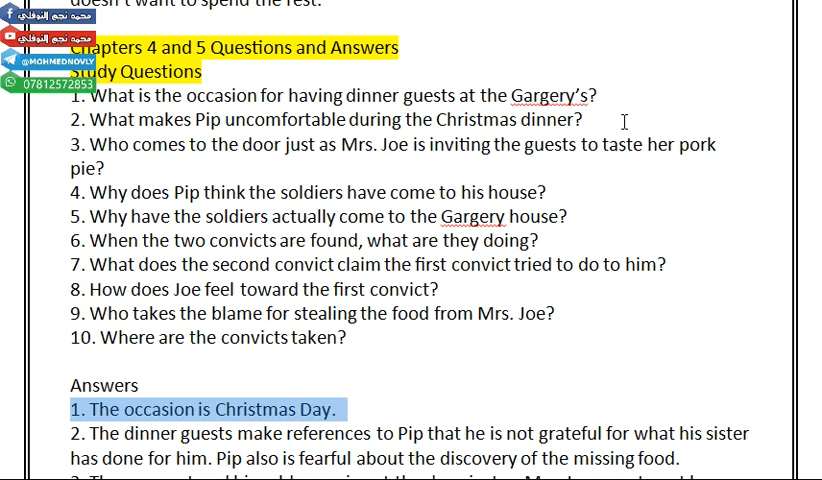 doesn't want to spend the rest.
محمد نجم النوفلي
محمد نجم النوفلي
@MOHMEDNOVLY
07812572853
Chapters 4 and 5 Questions and Answers
Study Questions
1. What is the occasion for having dinner guests at the Gargery's?
2. What makes Pip uncomfortable during the Christmas dinner?
3. Who comes to the door just as Mrs. Joe is inviting the guests to taste her pork
pie?
4. Why does Pip think the soldiers have come to his house?
5. Why have the soldiers actually come to the Gargery house?
6. When the two convicts are found, what are they doing?
7. What does the second convict claim the first convict tried to do to him?
8. How does Joe feel toward the first convict?
9. Who takes the blame for stealing the food from Mrs. Joe?
10. Where are the convicts taken?
Answers
1. The occasion is Christmas Day.
2. The dinner guests make references to Pip that he is not grateful for what his sister
has done for him. Pip also is fearful about the discovery of the missing food.